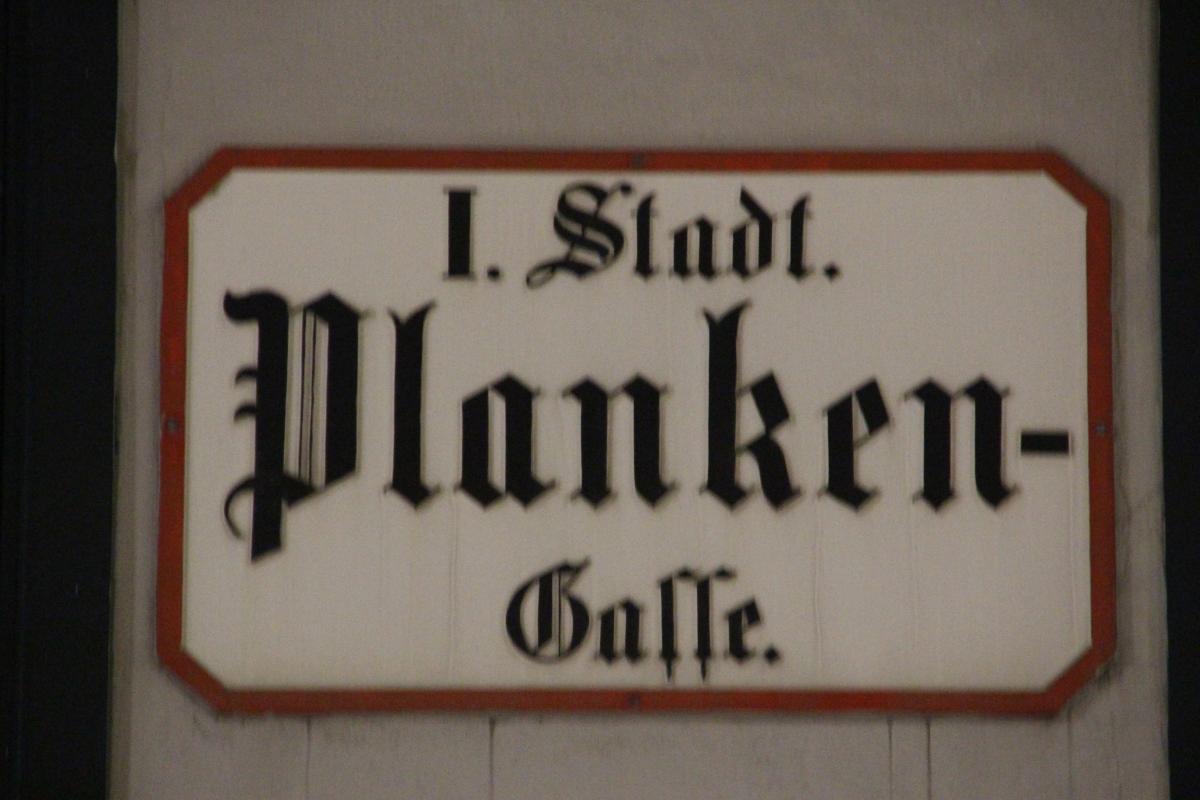 I. Stadt.
Planken-
Gaſſe.